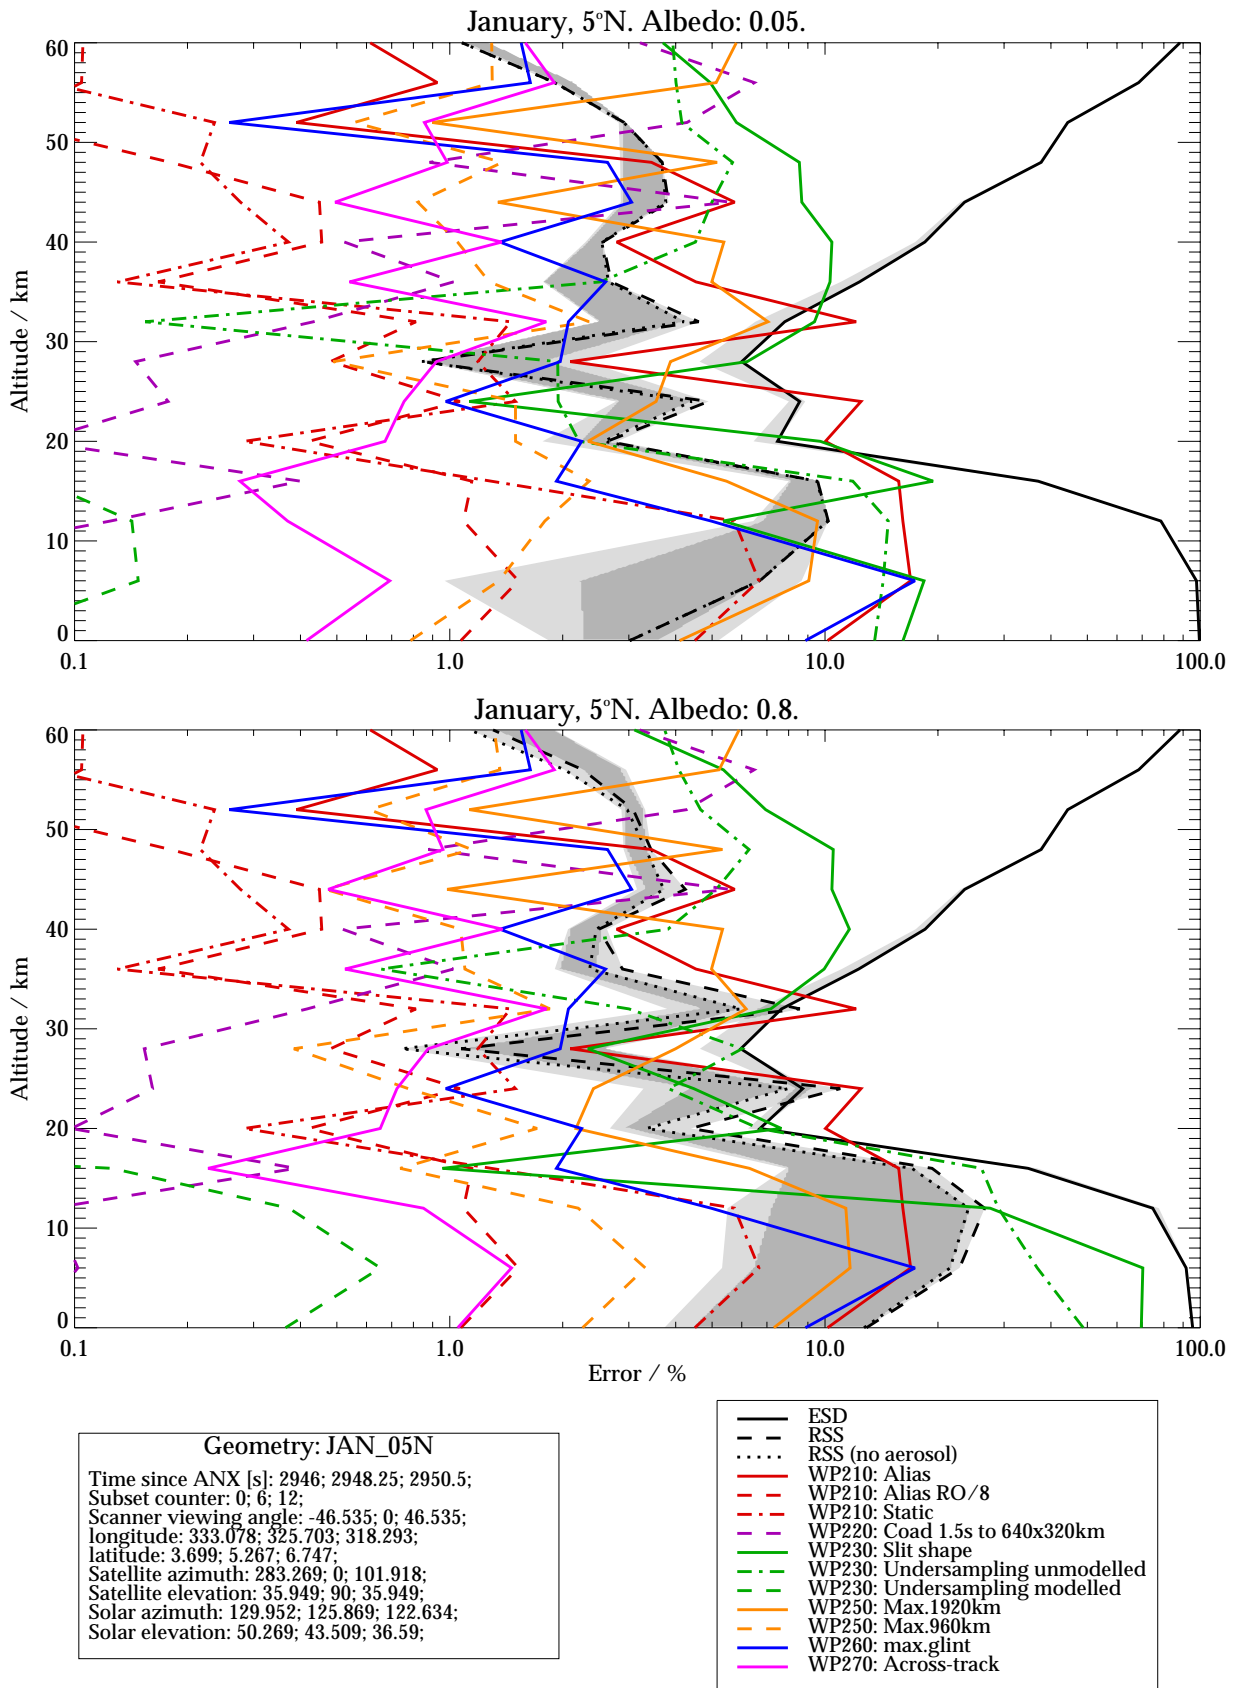 January, 5°N. Albedo: 0.05.
60
50
40
30
20
10
0
Altitude / km
0.1 1.0 10.0 100.0
January, 5°N. Albedo: 0.8.
60
50
40
30
20
10
0
Altitude / km
0.1 1.0 10.0 100.0
Error / %
Geometry: JAN_05N
Time since ANX [s]: 2946; 2948.25; 2950.5;
Subset counter: 0; 6; 12;
Scanner viewing angle: -46.535; 0; 46.535;
longitude: 333.078; 325.703; 318.293;
latitude: 3.699; 5.267; 6.747;
Satellite azimuth: 283.269; 0; 101.918;
Satellite elevation: 35.949; 90; 35.949;
Solar azimuth: 129.952; 125.869; 122.634;
Solar elevation: 50.269; 43.509; 36.59;
ESD
RSS
RSS (no aerosol)
WP210: Alias
WP210: Alias RO/8
WP210: Static
WP220: Coad 1.5s to 640x320km
WP230: Slit shape
WP230: Undersampling unmodelled
WP230: Undersampling modelled
WP250: Max.1920km
WP250: Max.960km
WP260: max.glint
WP270: Across-track